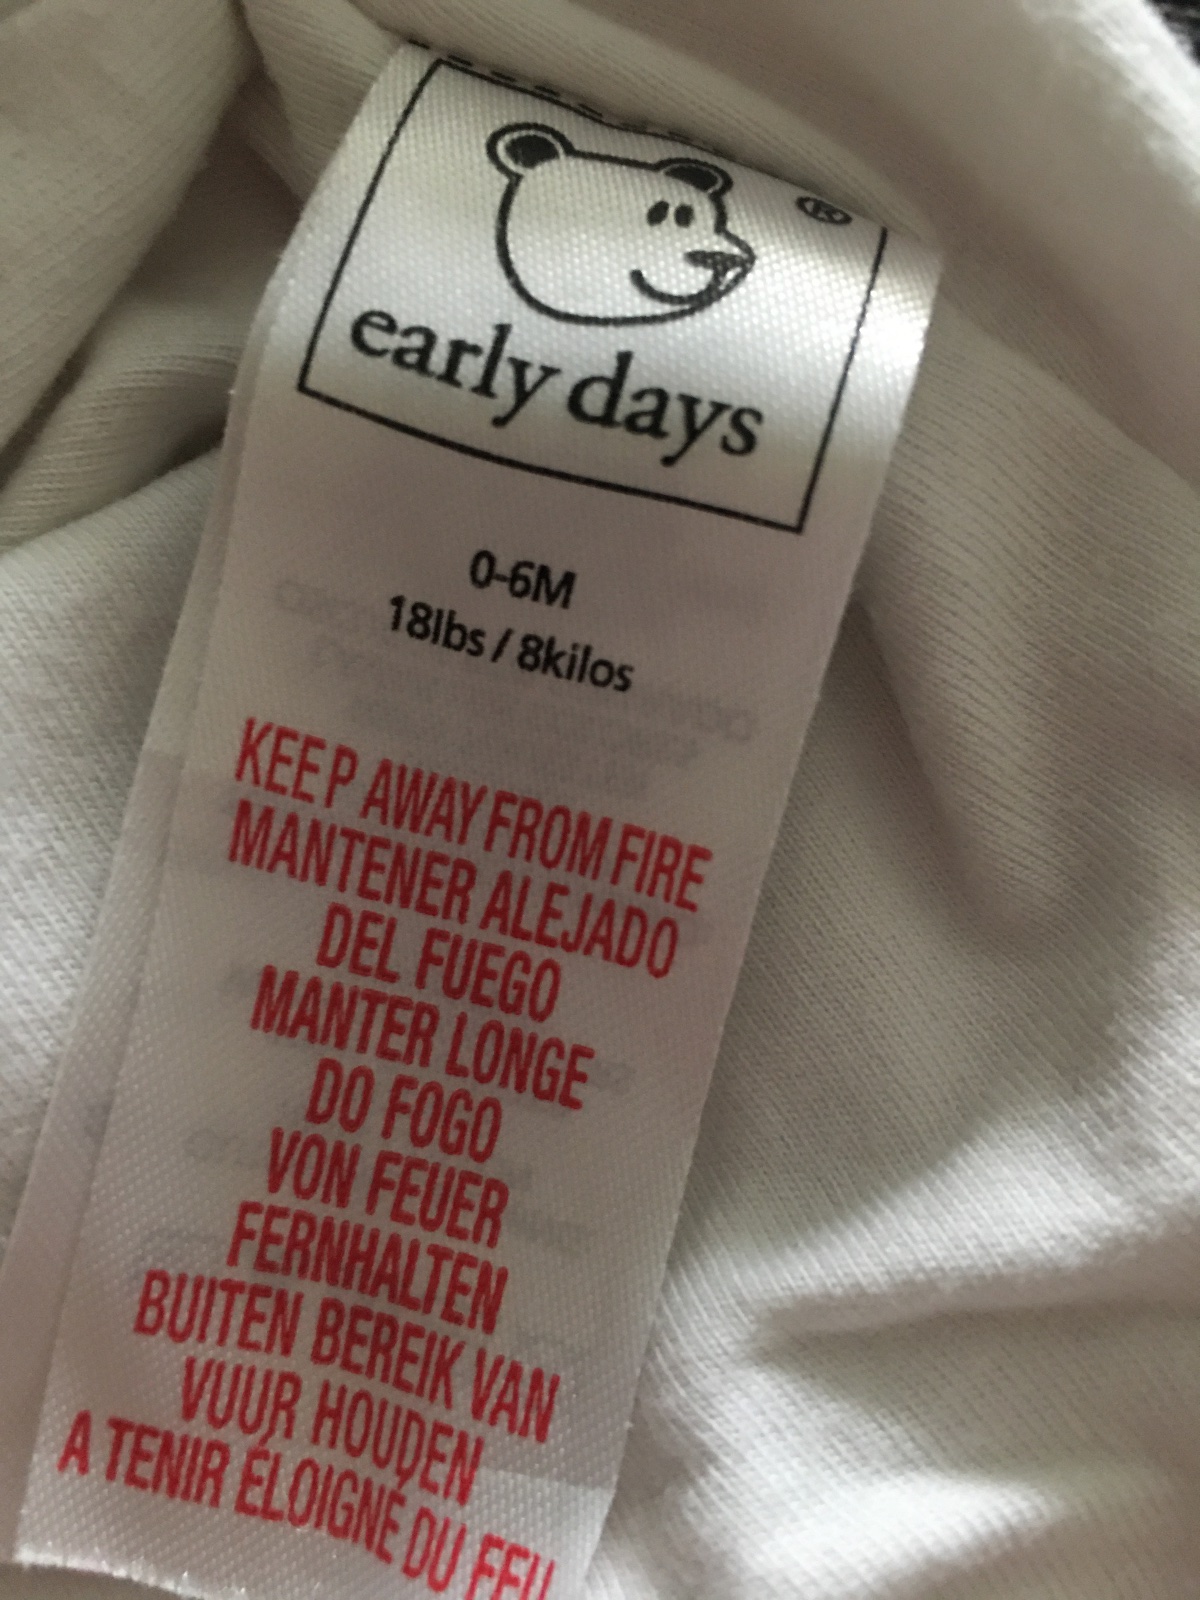 ®
early days
0-6M
18lbs / 8kilos
KEEP AWAY FROM FIRE
MANTENER ALEJADO
DEL FUEGO
MANTER LONGE
DO FOGO
VON FEUER
FERNHALTEN
BUITEN BEREIK VAN
VUUR HOUDEN
A TENIR ÉLOIGNÉ DU FEU